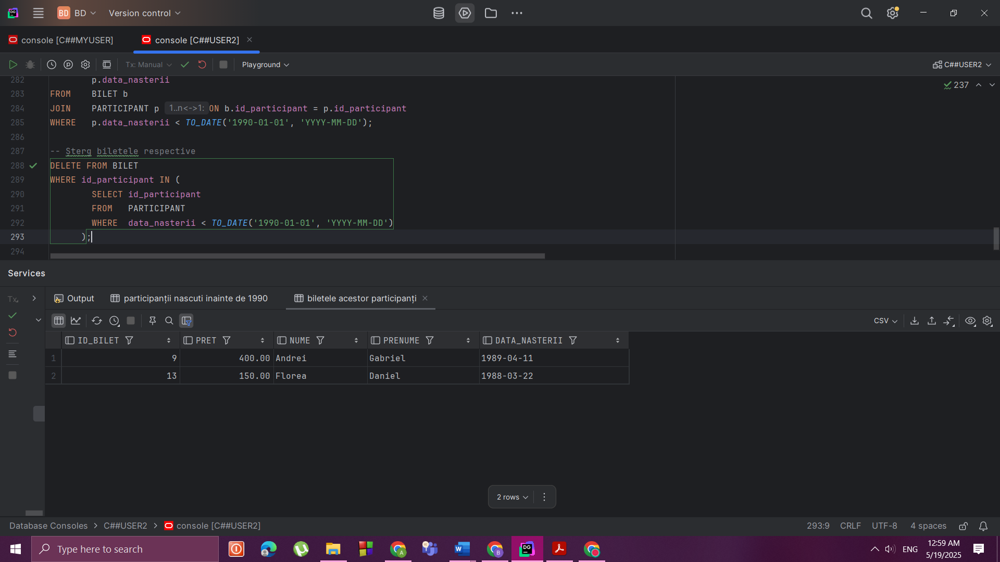 BD BD Version control
console [C##MYUSER] console [C##USER2]
Tx: Manual Playground C##USER2
282 p.data_nasterii
237
283 FROM BILET b
284 JOIN PARTICIPANT p 1..n<->1: ON b.id_participant = p.id_participant
285 WHERE p.data_nasterii < TO_DATE('1990-01-01', 'YYYY-MM-DD');
286
287 -- Sterg biletele respective
288 DELETE FROM BILET
289 WHERE id_participant IN (
290 SELECT id_participant
291 FROM PARTICIPANT
292 WHERE data_nasterii < TO_DATE('1990-01-01', 'YYYY-MM-DD')
293 );
294
Services
Tx Output participanții nascuti inainte de 1990 biletele acestor participanți
CSV
ID_BILET PRET NUME PRENUME DATA_NASTERII
1 9 400.00 Andrei Gabriel 1989-04-11
2 13 150.00 Florea Daniel 1988-03-22
2 rows
Database Consoles > C##USER2 > console [C##USER2] 293:9 CRLF UTF-8 4 spaces
Type here to search ENG 12:59 AM
5/19/2025